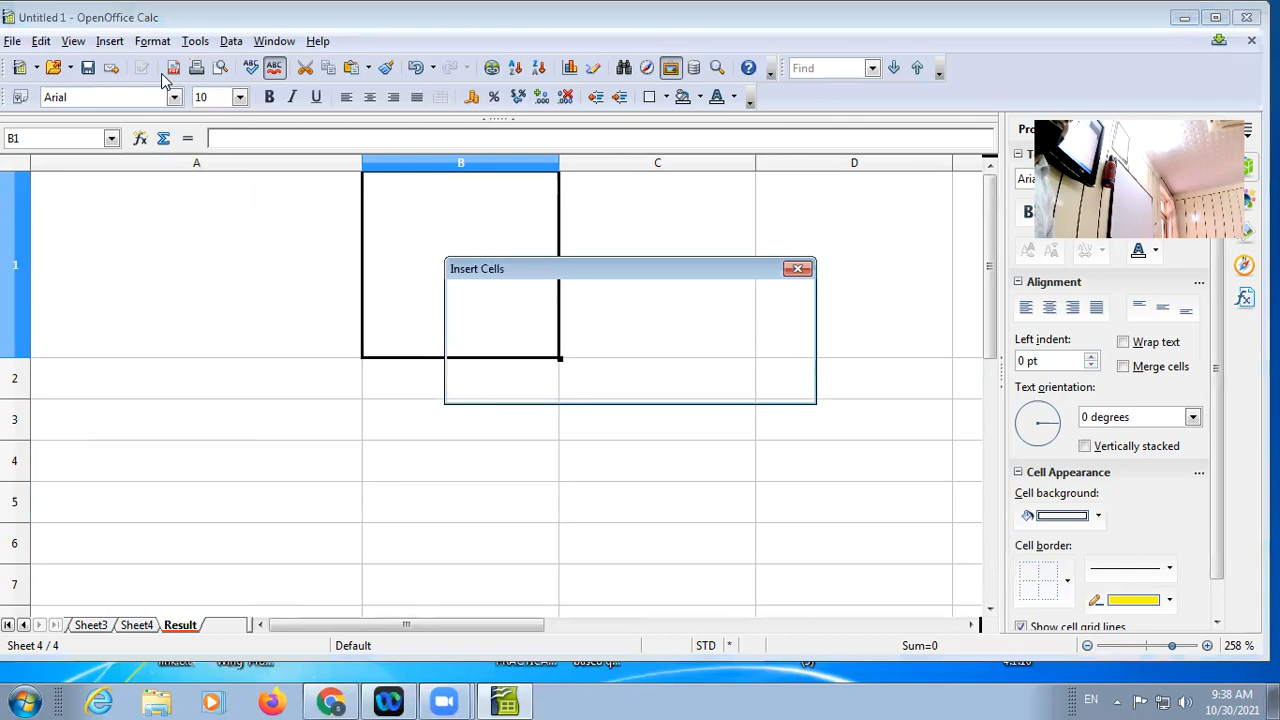 Untitled 1 - OpenOffice Calc
File Edit View Insert Format Tools Data Window Help
ABC ABC Find
Arial 10 B I U
B1
A B C D
1
2
3
4
5
6
7
Insert Cells
Alignment
Left indent:
Wrap text
0 pt
Merge cells
Text orientation:
0 degrees
Vertically stacked
Cell Appearance
Cell background:
Cell border:
Show cell grid lines
Sheet3 Sheet4 Result
Sheet 4 / 4 Default STD * Sum=0 258 %
EN
9:38 AM
10/30/2021